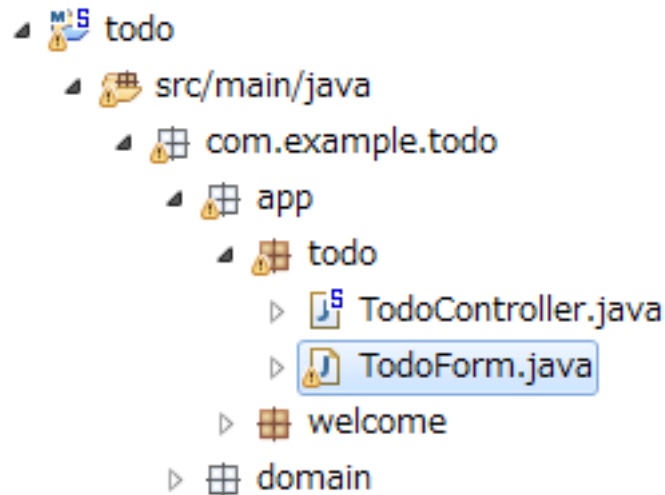 todo
src/main/java
com.example.todo
app
todo
TodoController.java
TodoForm.java
welcome
domain